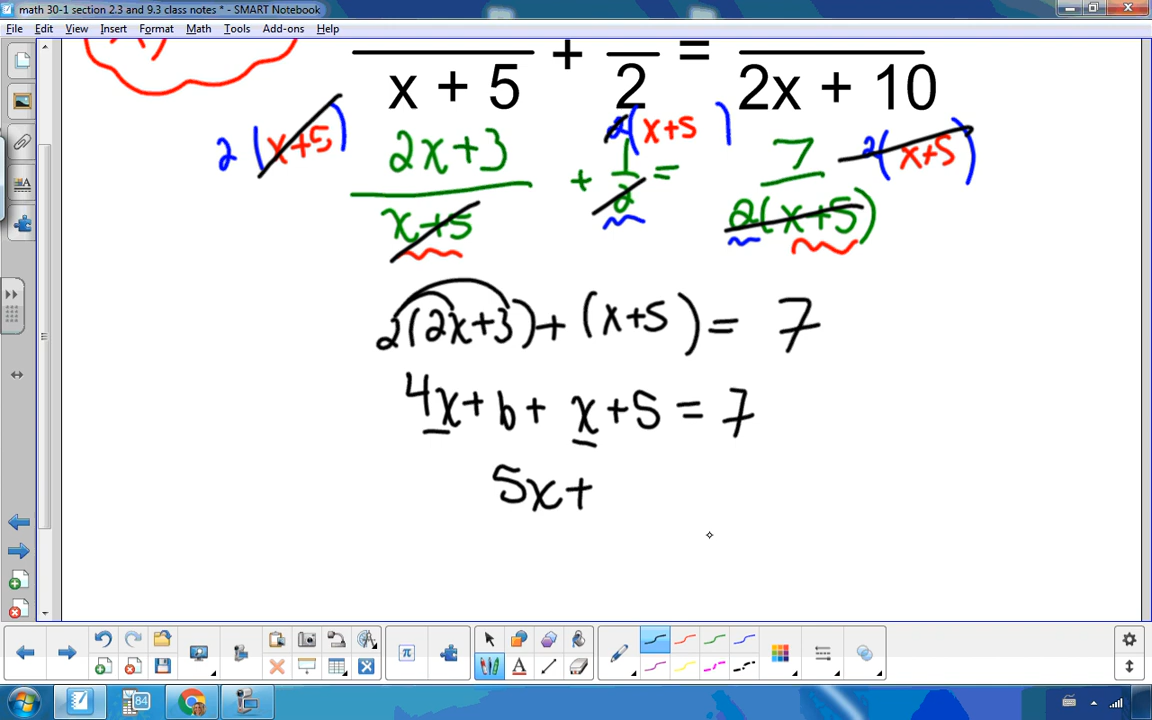 math 30-1 section 2.3 and 9.3 class notes * - SMART Notebook
File Edit View Insert Format Math Tools Add-ons Help
+ =
x + 5 2 2x + 10
2(x+5) 2x+3 + 1 2(x+5) = 7 2(x+5)
x+5 2 2(x+5)
2(2x+3)+(x+5)= 7
4x+6+x+5=7
5x+
π A
84